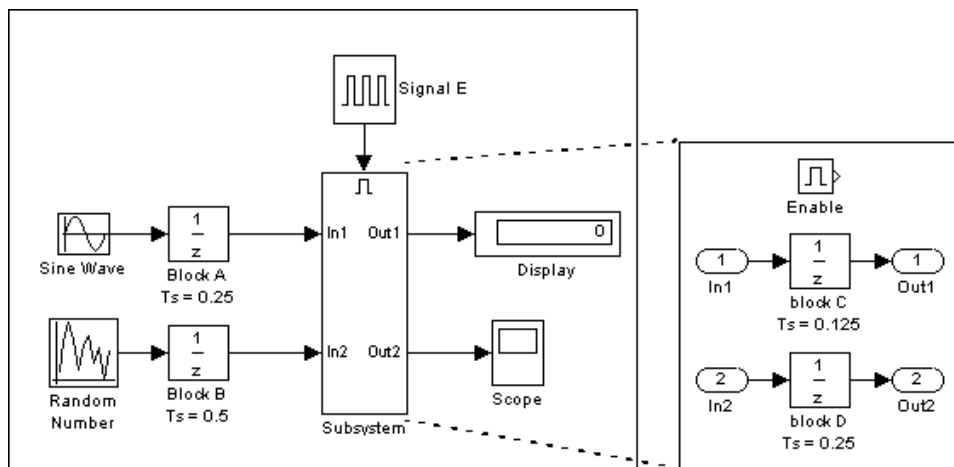 Signal E
In1
Out1
0
1
z
Sine Wave
Block A
Ts = 0.25
Display
In2
Out2
1
z
Random
Number
Block B
Ts = 0.5
Subsystem
Scope
Enable
1
In1
1
z
block C
Ts = 0.125
1
Out1
2
In2
1
z
block D
Ts = 0.25
2
Out2